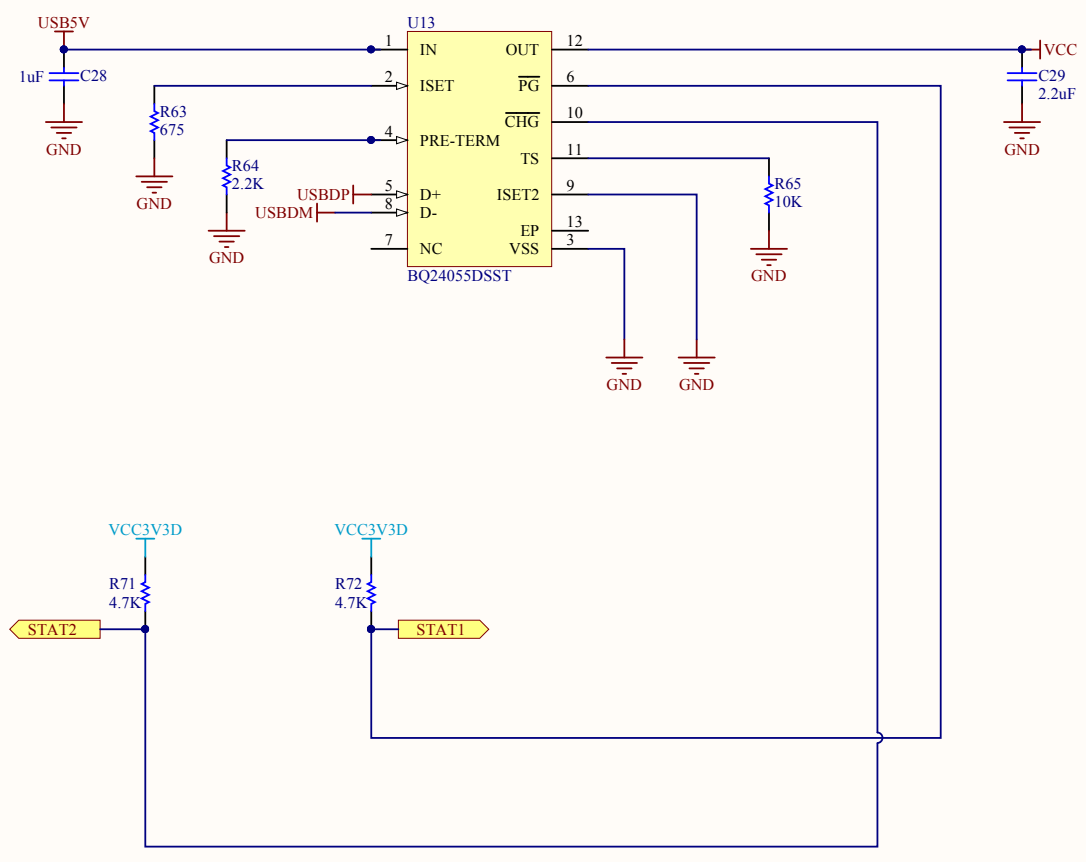 USB5V
U13
1
IN
OUT
12
VCC
1uF
C28
C29
2.2uF
2
ISET
PG
6
R63
675
CHG
10
GND
GND
4
PRE-TERM
TS
11
R64
2.2K
R65
10K
GND
USBDP
5
D+
ISET2
9
USBDM
8
D-
EP
13
7
NC
VSS
3
GND
GND
BQ24055DSST
GND
GND
VCC3V3D
VCC3V3D
R71
4.7K
R72
4.7K
STAT2
STAT1